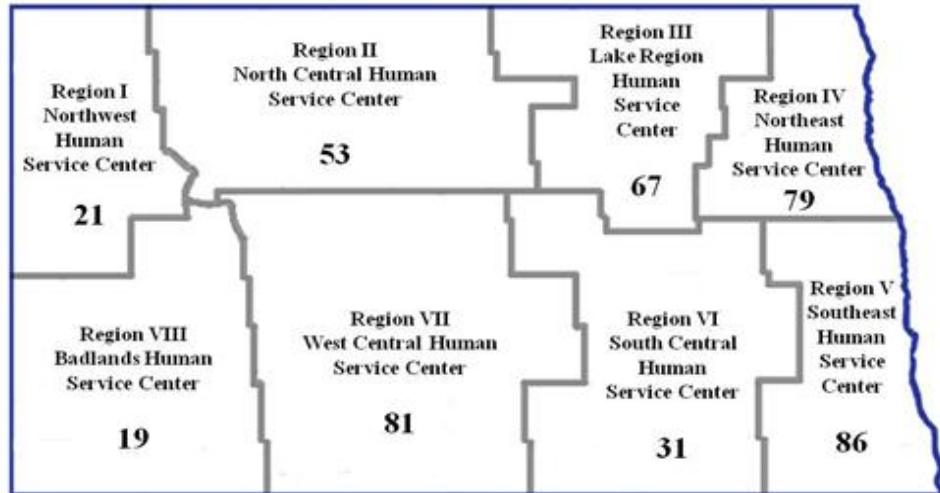 Region I
Northwest
Human
Service Center
21
Region II
North Central Human
Service Center
53
Region III
Lake Region
Human
Service
Center
67
Region IV
Northeast
Human
Service Center
79
Region VIII
Badlands Human
Service Center
19
Region VII
West Central Human
Service Center
81
Region VI
South Central
Human
Service Center
31
Region V
Southeast
Human
Service
Center
86